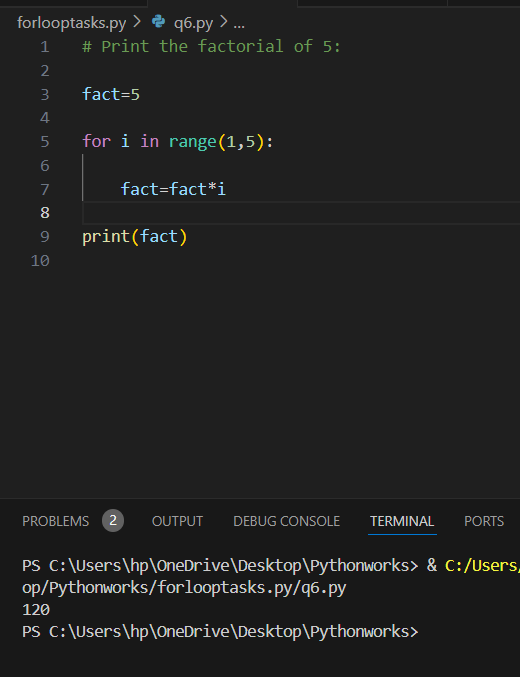 forlooptasks.py > q6.py > ...
1 # Print the factorial of 5:
2
3 fact=5
4
5 for i in range(1,5):
6
7     fact=fact*i
8
9 print(fact)
10
PROBLEMS 2 OUTPUT DEBUG CONSOLE TERMINAL PORTS
PS C:\Users\hp\OneDrive\Desktop\Pythonworks> & C:/Users/
op/Pythonworks/forlooptasks.py/q6.py
120
PS C:\Users\hp\OneDrive\Desktop\Pythonworks>